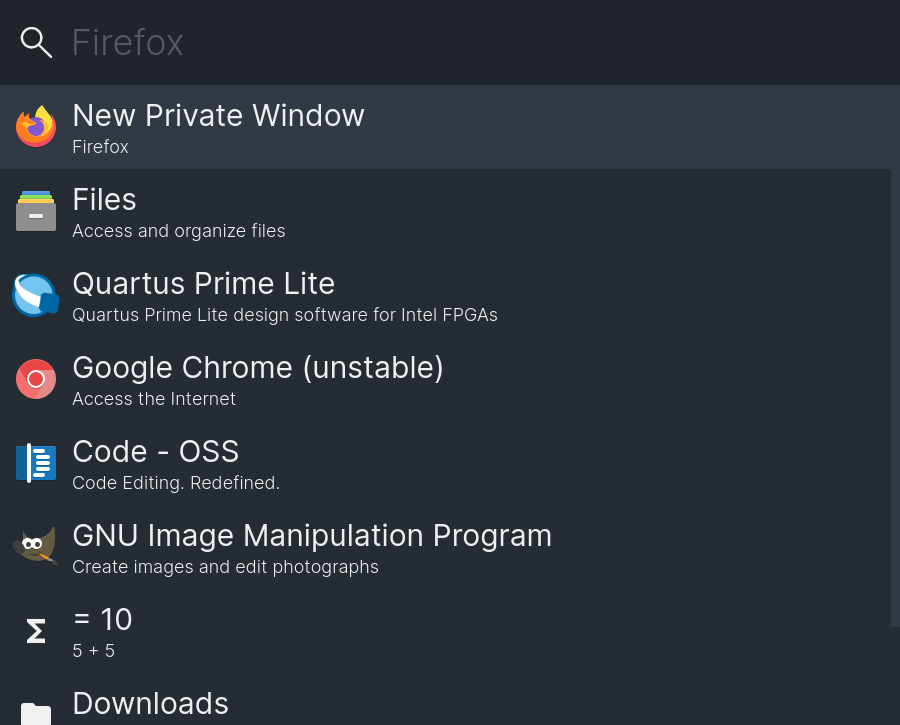 Firefox
New Private Window
Firefox
Files
Access and organize files
Quartus Prime Lite
Quartus Prime Lite design software for Intel FPGAs
Google Chrome (unstable)
Access the Internet
Code - OSS
Code Editing. Redefined.
GNU Image Manipulation Program
Create images and edit photographs
Σ = 10
5 + 5
Downloads